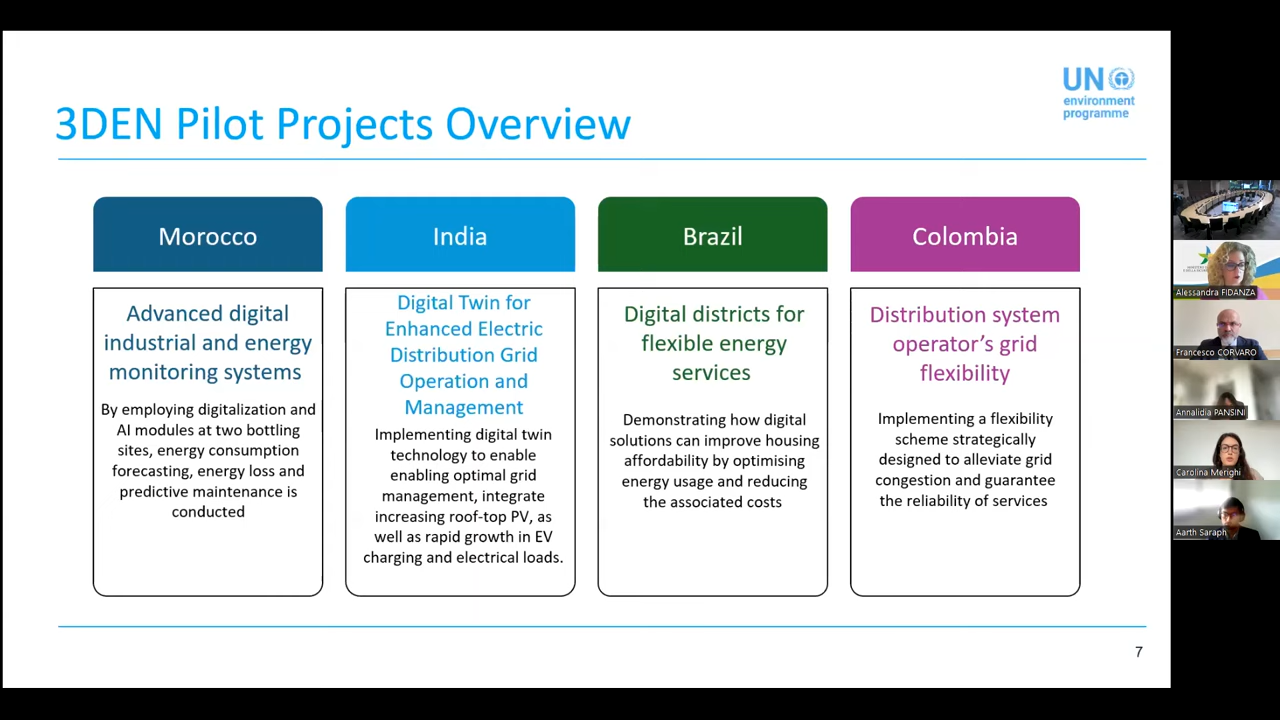 3DEN Pilot Projects Overview
UN
environment
programme
Morocco
Advanced digital
industrial and energy
monitoring systems
By employing digitalization and
AI modules at two bottling
sites, energy consumption
forecasting, energy loss and
predictive maintenance is
conducted
India
Digital Twin for
Enhanced Electric
Distribution Grid
Operation and
Management
Implementing digital twin
technology to enable
enabling optimal grid
management, integrate
increasing roof-top PV, as
well as rapid growth in EV
charging and electrical loads.
Brazil
Digital districts for
flexible energy
services
Demonstrating how digital
solutions can improve housing
affordability by optimising
energy usage and reducing
the associated costs
Colombia
Distribution system
operator’s grid
flexibility
Implementing a flexibility
scheme strategically
designed to alleviate grid
congestion and guarantee
the reliability of services
7
Alessandra FIDANZA
Francesco CORVARO
Annalidia PANSINI
Carolina Merighi
Aarth Saraph